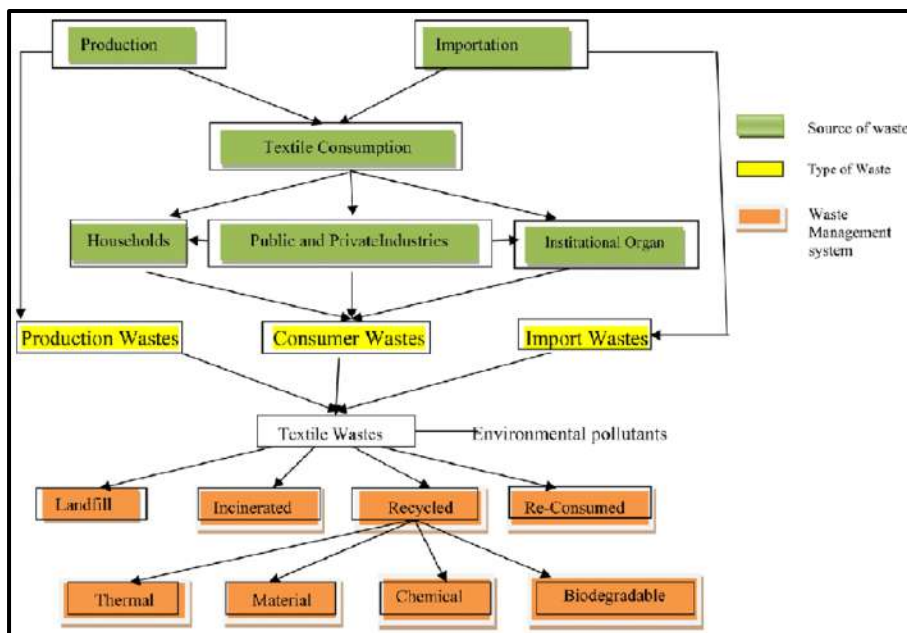 Production
Importation
Source of waste
Textile Consumption
Type of Waste
Waste
Management
system
Households
Public and PrivateIndustries
Institutional Organ
Production Wastes
Consumer Wastes
Import Wastes
Textile Wastes
Environmental pollutants
Landfill
Incinerated
Recycled
Re-Consumed
Thermal
Material
Chemical
Biodegradable